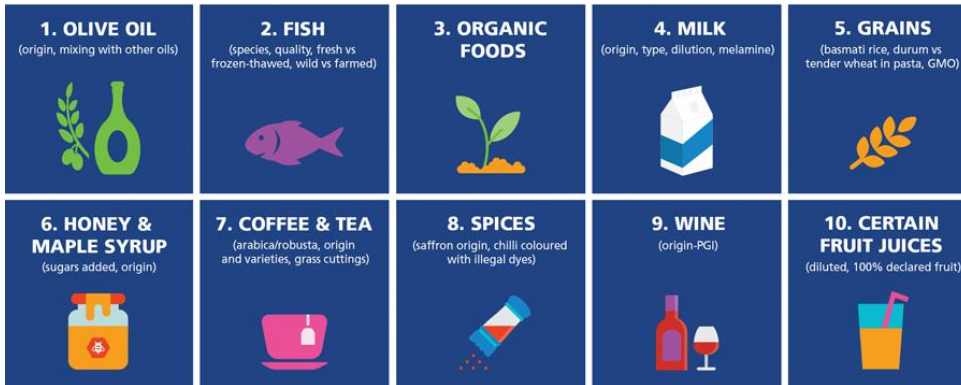 1. OLIVE OIL
(origin, mixing with other oils)
2. FISH
(species, quality, fresh vs
frozen-thawed, wild vs farmed)
3. ORGANIC
FOODS
4. MILK
(origin, type, dilution, melamine)
5. GRAINS
(basmati rice, durum vs
tender wheat in pasta, GMO)
6. HONEY &
MAPLE SYRUP
(sugars added, origin)
7. COFFEE & TEA
(arabica/robusta, origin
and varieties, grass cuttings)
8. SPICES
(saffron origin, chilli coloured
with illegal dyes)
9. WINE
(origin-PGI)
10. CERTAIN
FRUIT JUICES
(diluted, 100% declared fruit)